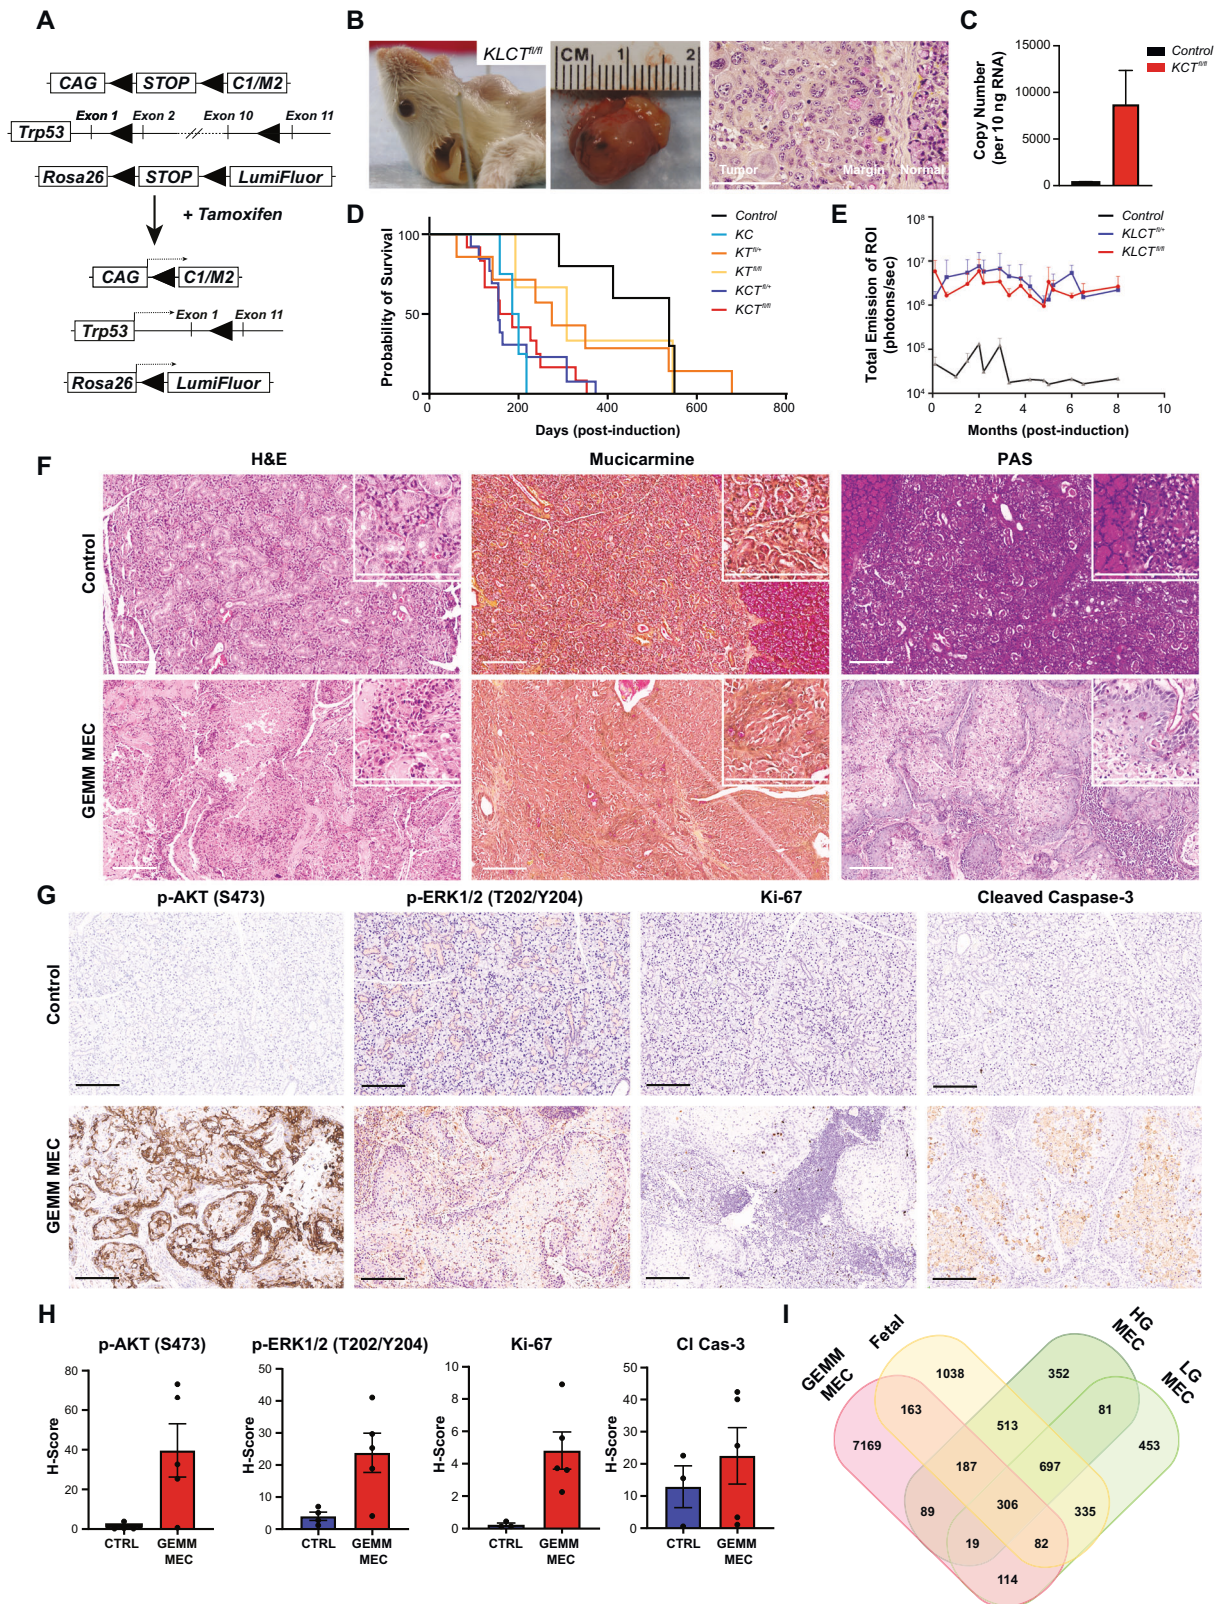 A
CAG STOP C1/M2
Exon 1 Exon 2 Exon 10 Exon 11
Trp53
Rosa26 STOP LumiFluor
+ Tamoxifen
CAG C1/M2
Exon 1 Exon 11
Trp53
Rosa26 LumiFluor
B
KLCTfl/fl
CM 1 2
Tumor Margin Normal
C
Control
KCTfl/fl
Copy Number
(per 10 ng RNA)
15000
10000
5000
0
D
Probability of Survival
100
50
0
0 200 400 600 800
Days (post-induction)
Control
KC
KTfl/+
KTfl/fl
KCTfl/+
KCTfl/fl
E
Control
KLCTfl/+
KLCTfl/fl
Total Emission of ROI
(photons/sec)
10⁸
10⁷
10⁶
10⁵
10⁴
0 2 4 6 8 10
Months (post-induction)
F
H&E Mucicarmine PAS
Control
GEMM MEC
G
p-AKT (S473) p-ERK1/2 (T202/Y204) Ki-67 Cleaved Caspase-3
Control
GEMM MEC
H
p-AKT (S473)
H-Score
80
60
40
20
0
CTRL GEMM
MEC
p-ERK1/2 (T202/Y204)
H-Score
50
40
30
20
10
0
CTRL GEMM
MEC
Ki-67
H-Score
10
8
6
4
2
0
CTRL GEMM
MEC
Cl Cas-3
H-Score
50
40
30
20
10
0
CTRL GEMM
MEC
I
GEMM
MEC
Fetal
HG
MEC
LG
MEC
1038 352
163 513 81
7169 453
187 697
306
89 335
19 82
114